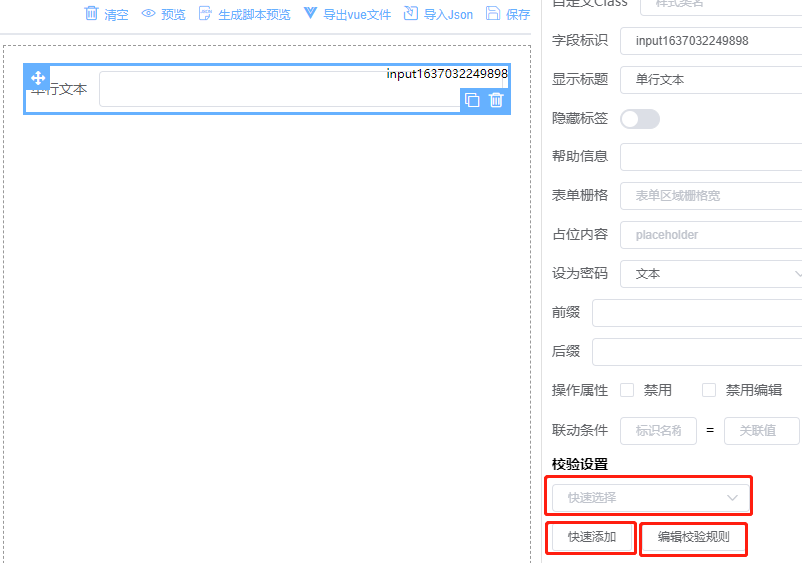 清空 预览 生成脚本预览 导出vue文件 导入Json 保存
input1637032249898
单行文本
自定义Class 样式类名
字段标识 input1637032249898
显示标题 单行文本
隐藏标签
帮助信息
表单栅格 表单区域栅格宽
占位内容 placeholder
设为密码 文本
前缀
后缀
操作属性 禁用 禁用编辑
联动条件 标识名称 = 关联值
校验设置
快速选择
快速添加 编辑校验规则